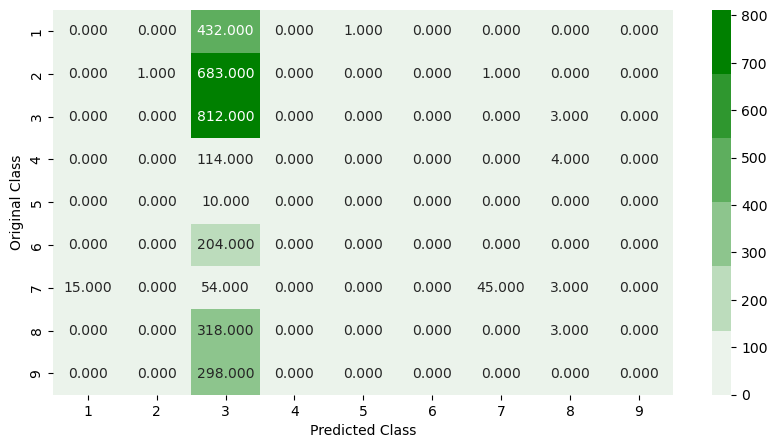 1 0.000 0.000 432.000 0.000 1.000 0.000 0.000 0.000 0.000
2 0.000 1.000 683.000 0.000 0.000 0.000 1.000 0.000 0.000
3 0.000 0.000 812.000 0.000 0.000 0.000 0.000 3.000 0.000
4 0.000 0.000 114.000 0.000 0.000 0.000 0.000 4.000 0.000
5 0.000 0.000 10.000 0.000 0.000 0.000 0.000 0.000 0.000
6 0.000 0.000 204.000 0.000 0.000 0.000 0.000 0.000 0.000
7 15.000 0.000 54.000 0.000 0.000 0.000 45.000 3.000 0.000
8 0.000 0.000 318.000 0.000 0.000 0.000 0.000 3.000 0.000
9 0.000 0.000 298.000 0.000 0.000 0.000 0.000 0.000 0.000
1 2 3 4 5 6 7 8 9
Predicted Class
Original Class
800
700
600
500
400
300
200
100
0